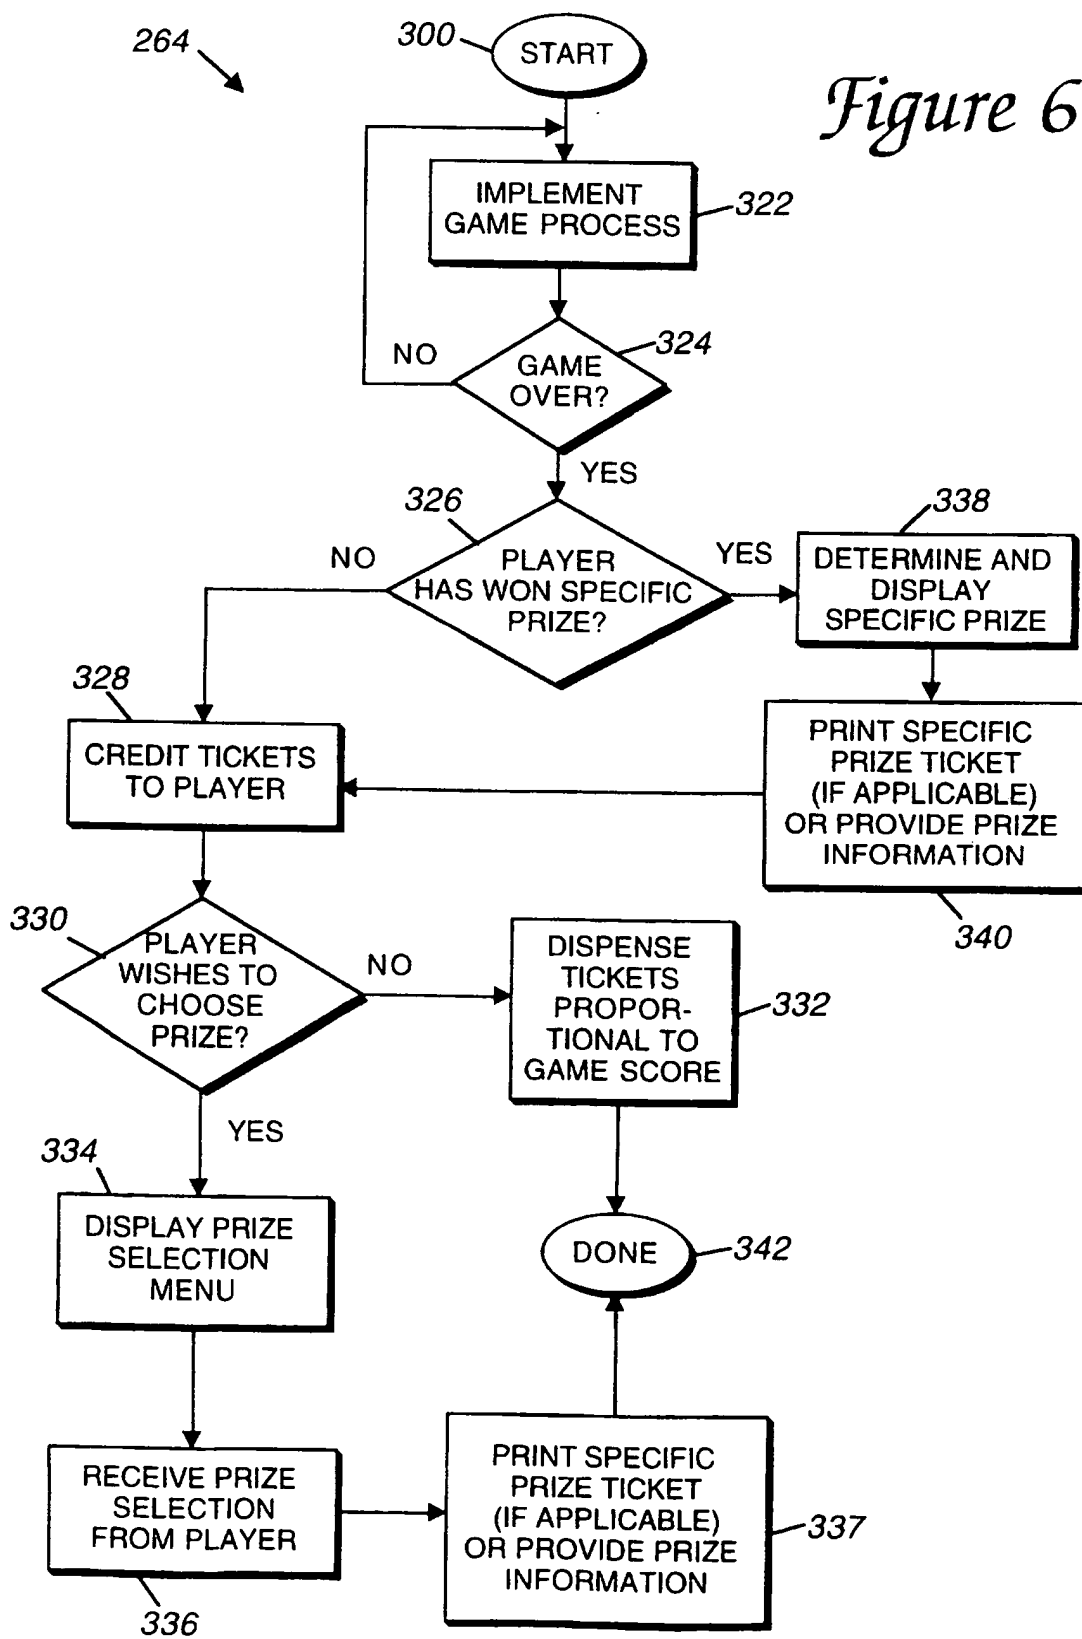 264
300
START
Figure 6
IMPLEMENT
GAME PROCESS
322
NO
GAME
OVER?
324
YES
326
NO
PLAYER
HAS WON SPECIFIC
PRIZE?
YES
338
DETERMINE AND
DISPLAY
SPECIFIC PRIZE
328
CREDIT TICKETS
TO PLAYER
PRINT SPECIFIC
PRIZE TICKET
(IF APPLICABLE)
OR PROVIDE PRIZE
INFORMATION
340
330
PLAYER
WISHES TO
CHOOSE
PRIZE?
NO
DISPENSE
TICKETS
PROPOR-
TIONAL TO
GAME SCORE
332
YES
334
DISPLAY PRIZE
SELECTION
MENU
DONE
342
RECEIVE PRIZE
SELECTION
FROM PLAYER
336
PRINT SPECIFIC
PRIZE TICKET
(IF APPLICABLE)
OR PROVIDE PRIZE
INFORMATION
337